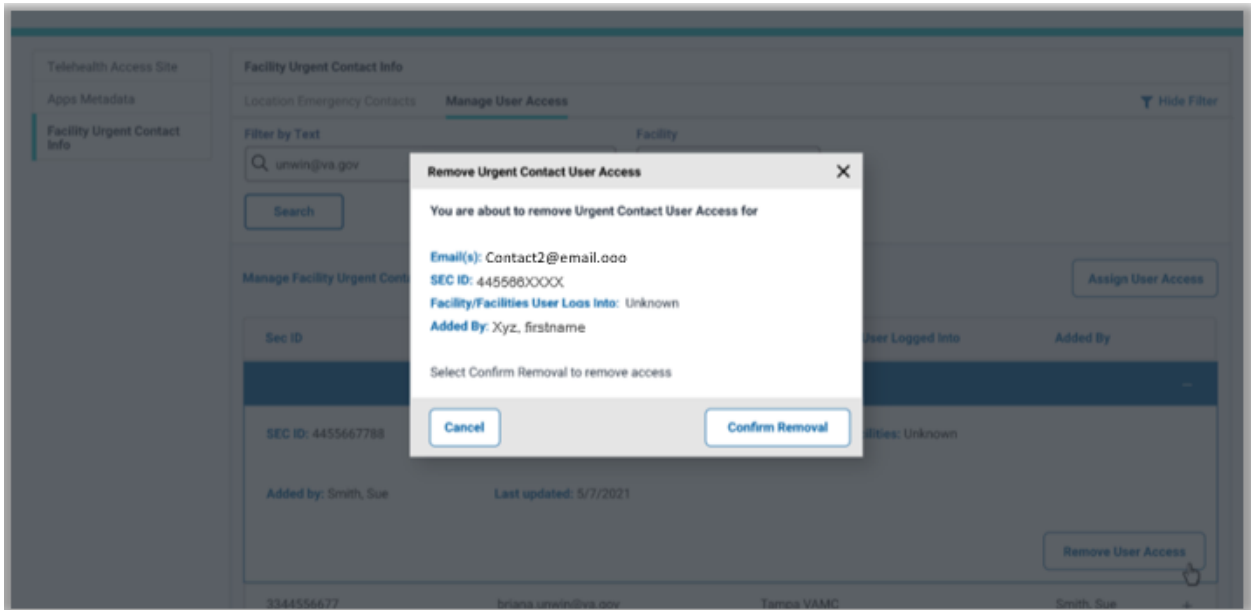 Telehealth Access Site
Apps Metadata
Facility Urgent Contact
Info
Facility Urgent Contact Info
Location Emergency Contacts Manage User Access Hide Filter
Filter by Text Facility
unwin@va.gov
Search
Remove Urgent Contact User Access
You are about to remove Urgent Contact User Access for
Email(s): Contact2@email.ooo
SEC ID: 445566XXXX
Facility/Facilities User Logs Into: Unknown
Added By: Xyz, firstname
Select Confirm Removal to remove access
Cancel Confirm Removal
Manage Facility Urgent Assign User Access
Sec ID User Logged Into Added By
SEC ID: 4455667788 Unknown
Added by: Smith, Sue Last updated: 5/7/2021
Remove User Access
3344556677 briana.unwin@va.gov Tampa VAMC Smith, Sue +